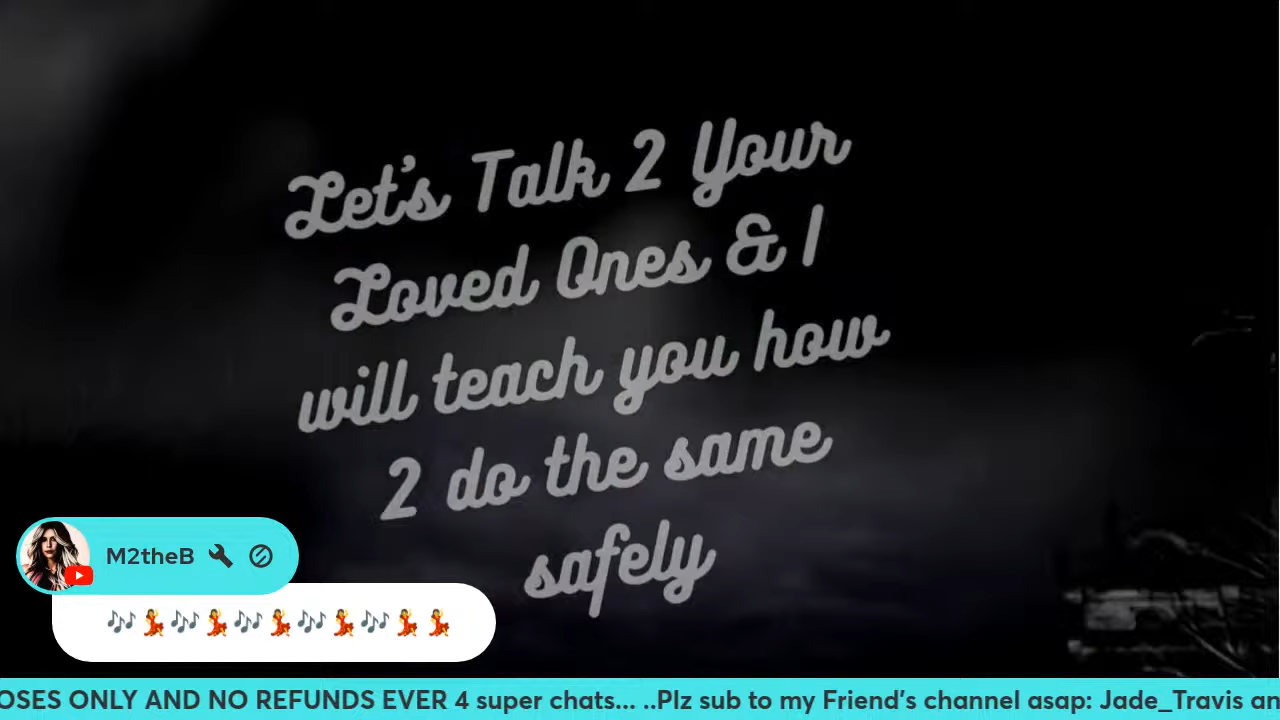 Let's Talk 2 Your
Loved Ones & I
will teach you how
2 do the same
safely
M2theB
🎶💃🎶💃🎶💃🎶💃🎶💃💃
OSES ONLY AND NO REFUNDS EVER 4 super chats... ..Plz sub to my Friend's channel asap: Jade_Travis an